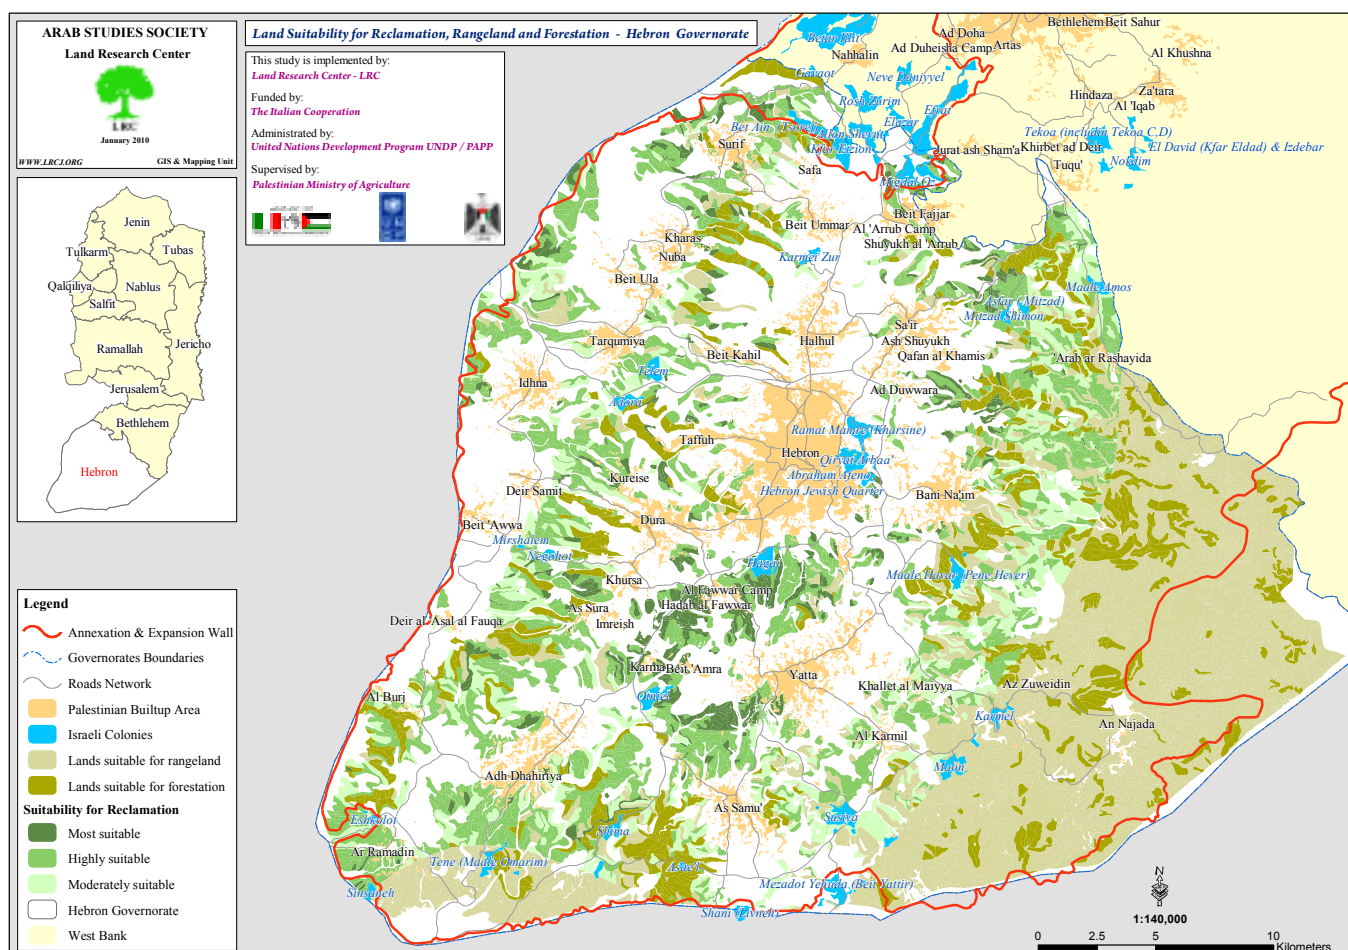 ARAB STUDIES SOCIETY
Land Research Center
LRC
January 2010
WWW.LRCJ.ORG
GIS & Mapping Unit
Land Suitability for Reclamation, Rangeland and Forestation - Hebron Governorate
This study is implemented by:
Land Research Center - LRC
Funded by:
The Italian Cooperation
Administrated by:
United Nations Development Program UNDP / PAPP
Supervised by:
Palestinian Ministry of Agriculture
Jenin
Tulkarm
Tubas
Qalqiliya
Nablus
Salfit
Ramallah
Jericho
Jerusalem
Bethlehem
Hebron
Legend
Annexation & Expansion Wall
Governorates Boundaries
Roads Network
Palestinian Builtup Area
Israeli Colonies
Lands suitable for rangeland
Lands suitable for forestation
Suitability for Reclamation
Most suitable
Highly suitable
Moderately suitable
Hebron Governorate
West Bank
Betar Illit
Nahhalin
Ad Doha
Ad Duheisha Camp
Artas
Bethlehem
Beit Sahur
Al Khushna
Gavaot
Neve Daniyyel
Rosh Zurim
Efrat
Elazar
Hindaza
Za'tara
Al 'Iqab
Bet Ain (Tsoref)
Allon Shevut
Kfar Etzion
Surif
Safa
Jurat ash Sham'a
Tekoa (includin Tekoa C,D)
Khirbet ad Deir
El David (Kfar Eldad) & Izdebar
Tuqu'
Nokdim
Migdal Oz
Beit Fajjar
Beit Ummar
Al 'Arrub Camp
Shuyukh al 'Arrub
Kharas
Nuba
Karmei Zur
Beit Ula
Maale Amos
Asfar (Mitzad)
Mitzad Shimon
Tarqumiya
Beit Kahil
Halhul
Sa'ir
Ash Shuyukh
Qafan al Khamis
'Arab ar Rashayida
Telem
Idhna
Adora
Ad Duwwara
Taffuh
Ramat Mamre (Kharsine)
Hebron
Qiryat Arbaa'
Abraham Afeno
Hebron Jewish Quarter
Kureise
Deir Samit
Bani Na'im
Dura
Beit 'Awwa
Mirshalem
Negohot
Hagai
Maale Havar (Pene Hever)
Khursa
Al Fawwar Camp
Hadab al Fawwar
As Sura
Imreish
Deir al 'Asal al Fauqa
Karma
Beit 'Amra
Yatta
Al Burj
Otniel
Khallet al Maiyya
Az Zuweidin
Karmel
An Najada
Al Karmil
Maon
Adh Dhahiriya
As Samu'
Susiya
Eshkolot
Shima
Ar Ramadin
Tene (Maale Omarim)
Asael
Sinsaneh
Mezadot Yehuda (Beit Yattir)
Shani (Livneh)
N
1:140,000
0 2.5 5 10
Kilometers